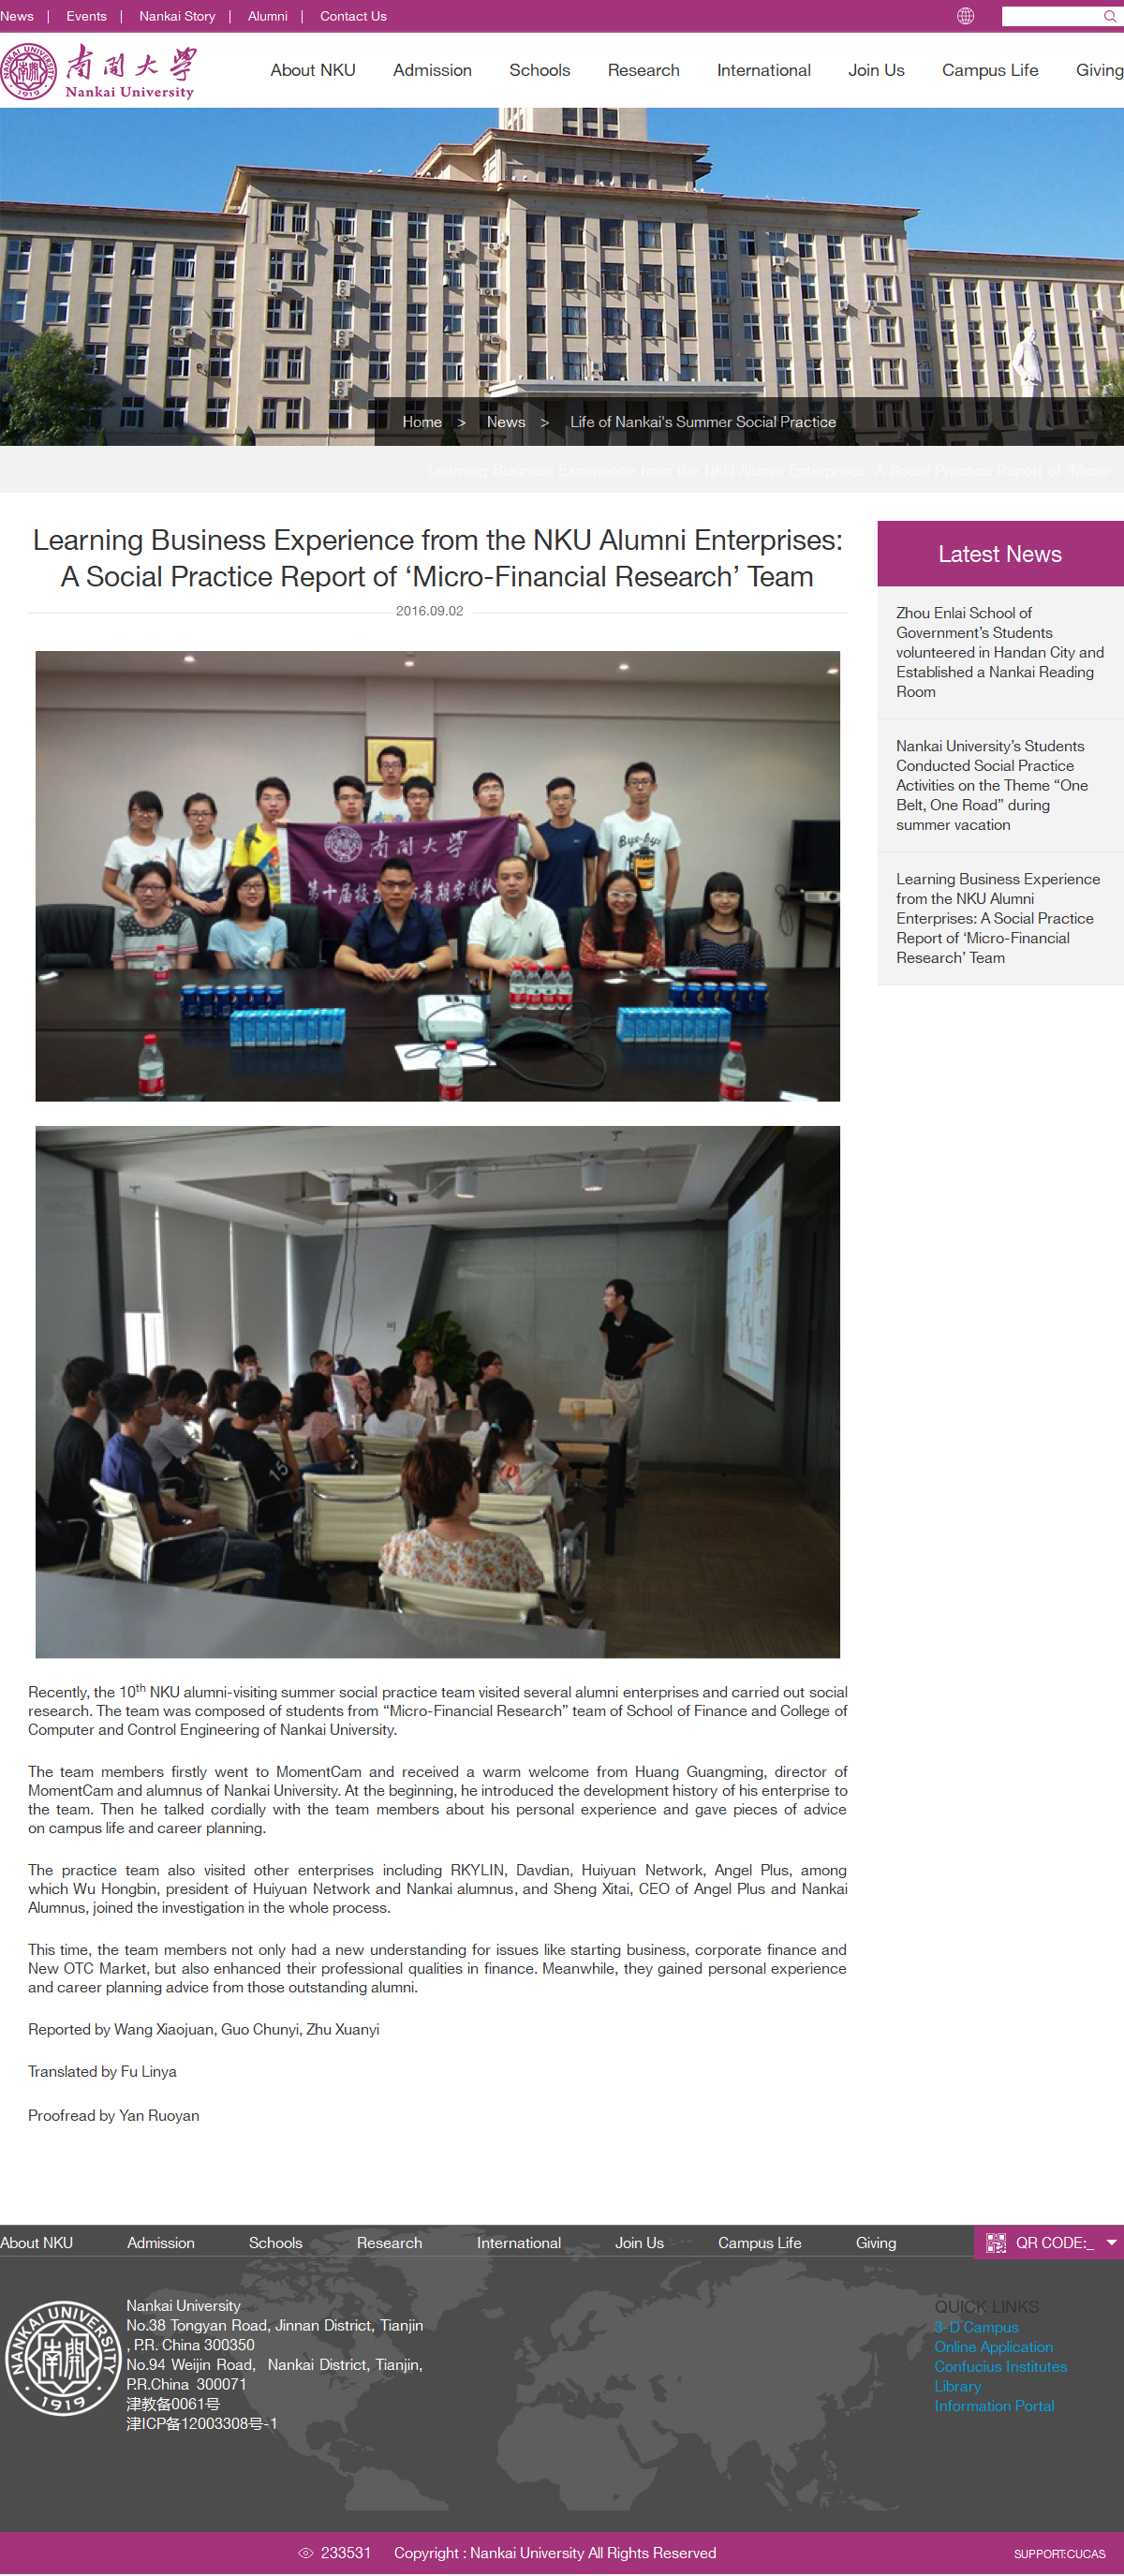 News | Events | Nankai Story | Alumni | Contact Us
NANKAI UNIVERSITY
1919
南開大學
Nankai University
About NKU Admission Schools Research International Join Us Campus Life Giving
Home > News > Life of Nankai's Summer Social Practice
> Learning Business Experience from the NKU Alumni Enterprises: A Social Practice Report of ‘Micro-
Learning Business Experience from the NKU Alumni Enterprises:
A Social Practice Report of ‘Micro-Financial Research’ Team
2016.09.02
南開大學
第十届校
暑期实践队
Bye-bye
15
Recently, the 10th NKU alumni-visiting summer social practice team visited several alumni enterprises and carried out social
research. The team was composed of students from “Micro-Financial Research” team of School of Finance and College of
Computer and Control Engineering of Nankai University.
The team members firstly went to MomentCam and received a warm welcome from Huang Guangming, director of
MomentCam and alumnus of Nankai University. At the beginning, he introduced the development history of his enterprise to
the team. Then he talked cordially with the team members about his personal experience and gave pieces of advice
on campus life and career planning.
The practice team also visited other enterprises including RKYLIN, Davdian, Huiyuan Network, Angel Plus, among
which Wu Hongbin, president of Huiyuan Network and Nankai alumnus, and Sheng Xitai, CEO of Angel Plus and Nankai
Alumnus, joined the investigation in the whole process.
This time, the team members not only had a new understanding for issues like starting business, corporate finance and
New OTC Market, but also enhanced their professional qualities in finance. Meanwhile, they gained personal experience
and career planning advice from those outstanding alumni.
Reported by Wang Xiaojuan, Guo Chunyi, Zhu Xuanyi
Translated by Fu Linya
Proofread by Yan Ruoyan
Latest News
Zhou Enlai School of
Government’s Students
volunteered in Handan City and
Established a Nankai Reading
Room
Nankai University’s Students
Conducted Social Practice
Activities on the Theme “One
Belt, One Road” during
summer vacation
Learning Business Experience
from the NKU Alumni
Enterprises: A Social Practice
Report of ‘Micro-Financial
Research’ Team
About NKU Admission Schools Research International Join Us Campus Life Giving
QR CODE:_
NANKAI UNIVERSITY
南開
1919
Nankai University
No.38 Tongyan Road, Jinnan District, Tianjin
, P.R. China 300350
No.94 Weijin Road, Nankai District, Tianjin,
P.R.China 300071
津教备0061号
津ICP备12003308号-1
QUICK LINKS
3-D Campus
Online Application
Confucius Institutes
Library
Information Portal
233531 Copyright : Nankai University All Rights Reserved
SUPPORT:CUCAS